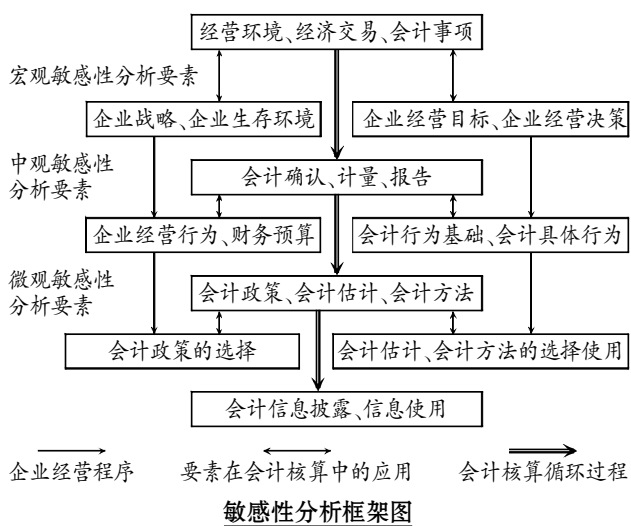 经营环境、经济交易、会计事项
宏观敏感性分析要素
企业战略、企业生存环境
企业经营目标、企业经营决策
中观敏感性
分析要素
会计确认、计量、报告
企业经营行为、财务预算
会计行为基础、会计具体行为
微观敏感性
分析要素
会计政策、会计估计、会计方法
会计政策的选择
会计估计、会计方法的选择使用
会计信息披露、信息使用
企业经营程序
要素在会计核算中的应用
会计核算循环过程
敏感性分析框架图